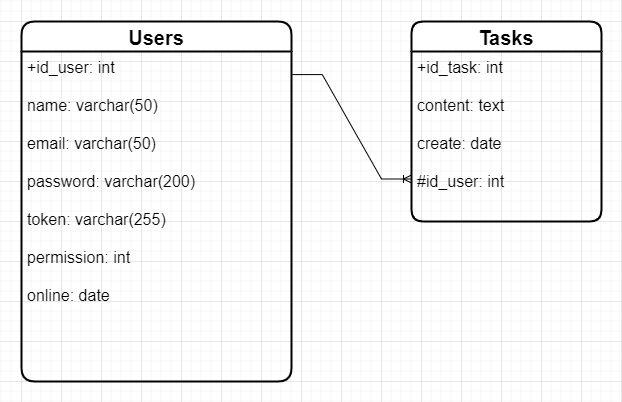 Users
+id_user: int
name: varchar(50)
email: varchar(50)
password: varchar(200)
token: varchar(255)
permission: int
online: date
Tasks
+id_task: int
content: text
create: date
#id_user: int